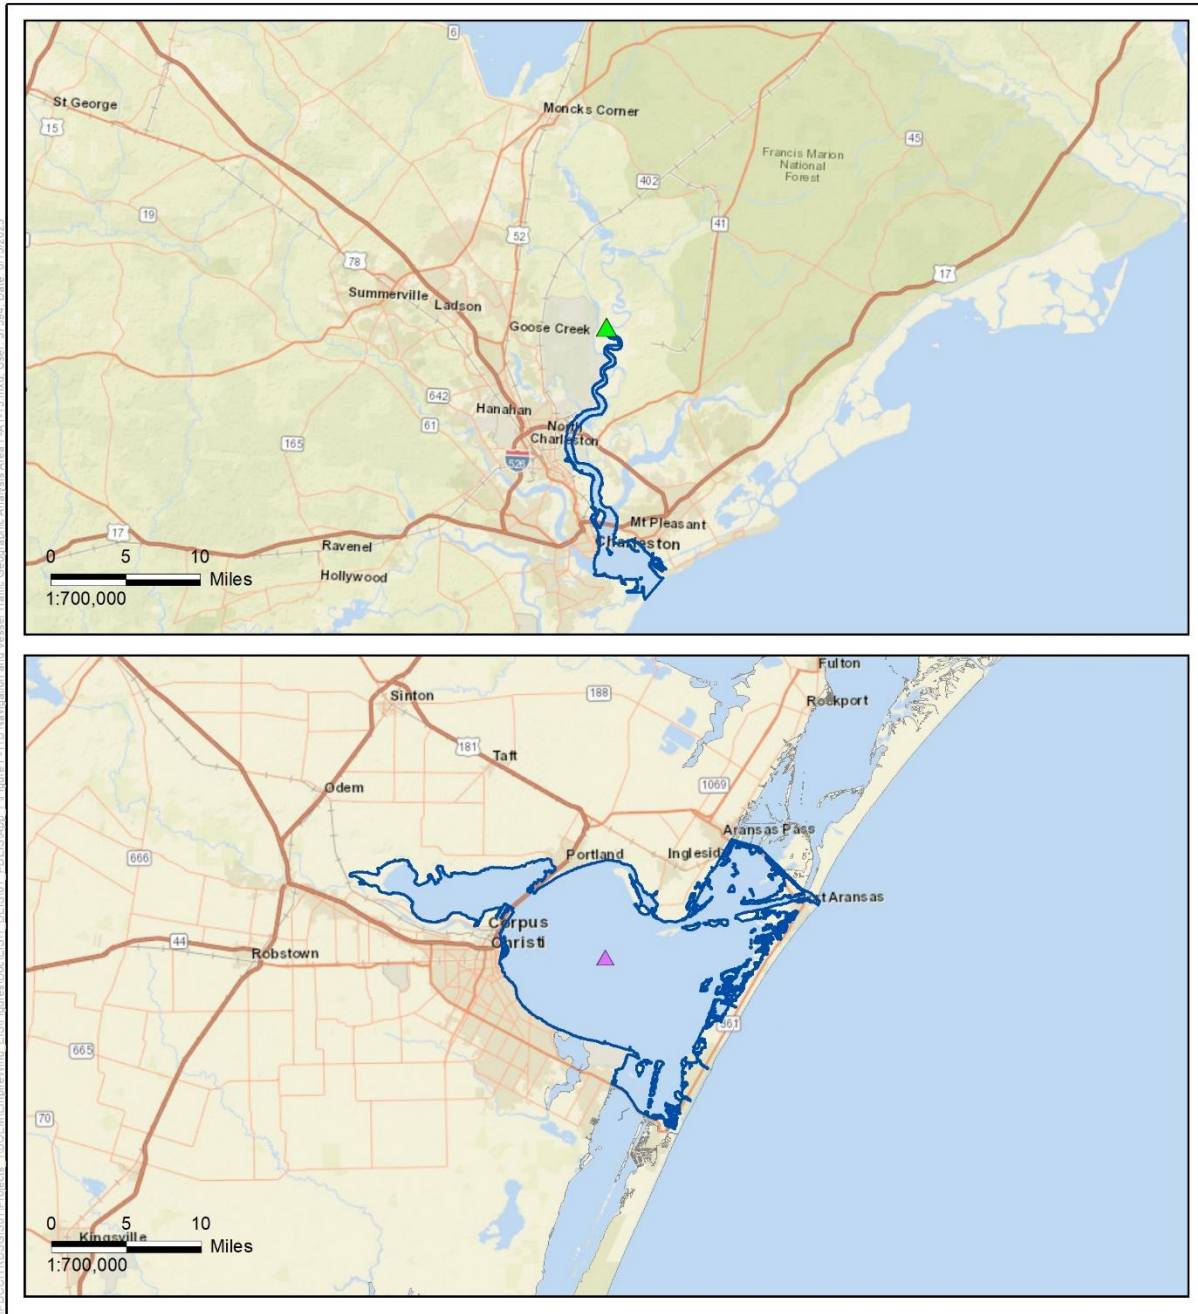 6
St George
Moncks Corner
15
45
Francis Marion
National
Forest
402
19
41
52
78
17
Summerville
Ladson
Goose Creek
642
Hanahan
61
North
Charleston
165
526
Mt Pleasant
17
Charleston
Ravenel
0 5 10
Miles
Hollywood
1:700,000
Fulton
Sinton
188
Rockport
181
Taft
1069
Odem
Aransas Pass
666
Portland
Inglesid
t Aransas
Corpus
Christi
44
Robstown
361
665
70
0 5 10
Kingsville
Miles
1:700,000